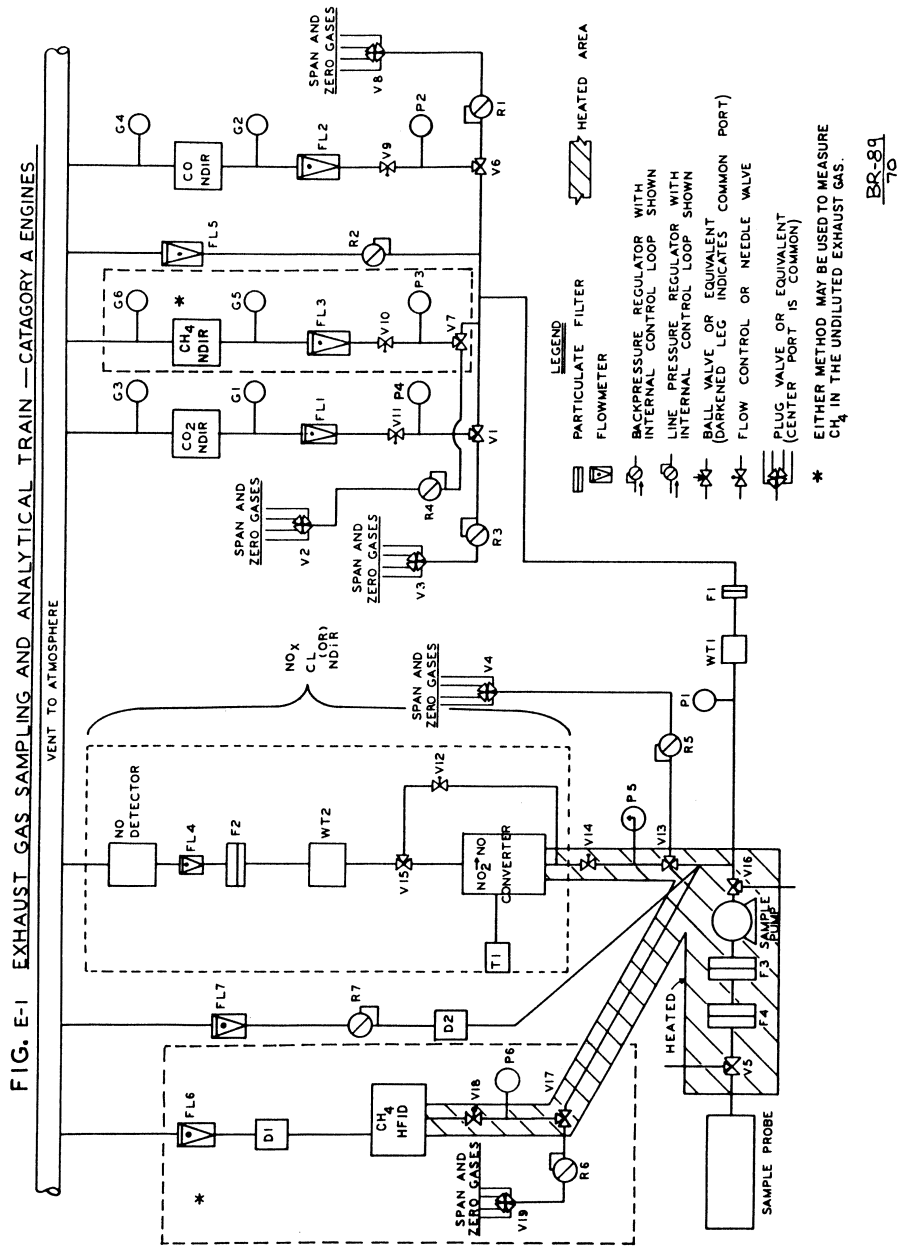 FIG. E-1 EXHAUST GAS SAMPLING AND ANALYTICAL TRAIN — CATAGORY A ENGINES
VENT TO ATMOSPHERE
*
FL6
D1
CH4
HFID
V18
P6
V17
SPAN AND
ZERO GASES
V19
R6
FL7
R7
D2
NO
DETECTOR
FL4
F2
WT2
V15
V12
NO2→NO
CONVERTER
T1
NOX
CL (OR)
NDIR
SPAN AND
ZERO GASES
V4
R5
V14
P5
V13
HEATED
SAMPLE PROBE
V5
F4
F3
SAMPLE
PUMP
V16
P1
WT1
F1
G3
CO2
NDIR
G1
FL1
V11
P4
V1
SPAN AND
ZERO GASES
V2
R4
SPAN AND
ZERO GASES
V3
R3
G6
*
CH4
NDIR
G5
FL3
V10
P3
V7
FL5
R2
G4
CO
NDIR
G2
FL2
V9
P2
V6
SPAN AND
ZERO GASES
V8
R1
LEGEND
PARTICULATE FILTER
FLOWMETER
HEATED AREA
BACKPRESSURE REGULATOR WITH
INTERNAL CONTROL LOOP SHOWN
LINE PRESSURE REGULATOR WITH
INTERNAL CONTROL LOOP SHOWN
BALL VALVE OR EQUIVALENT
(DARKENED LEG INDICATES COMMON PORT)
FLOW CONTROL OR NEEDLE VALVE
PLUG VALVE OR EQUIVALENT
(CENTER PORT IS COMMON)
* EITHER METHOD MAY BE USED TO MEASURE
CH4 IN THE UNDILUTED EXHAUST GAS.
BR-89
70